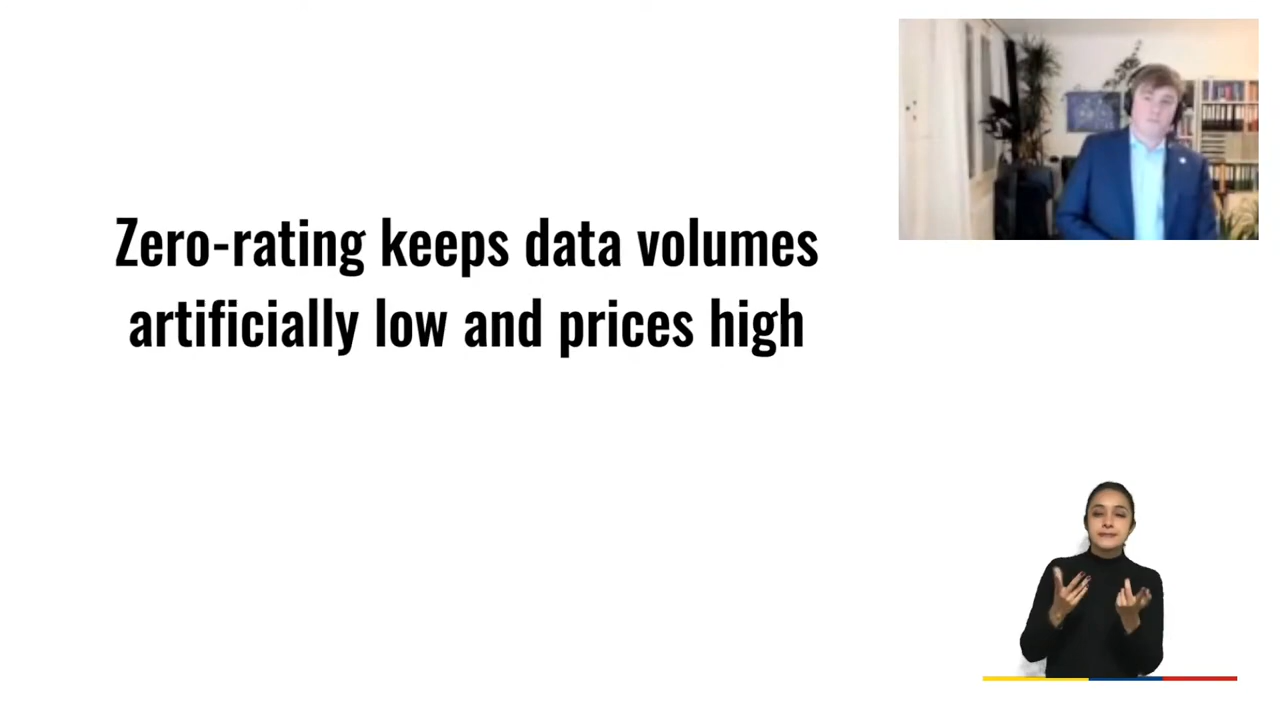 Zero-rating keeps data volumes
artificially low and prices high